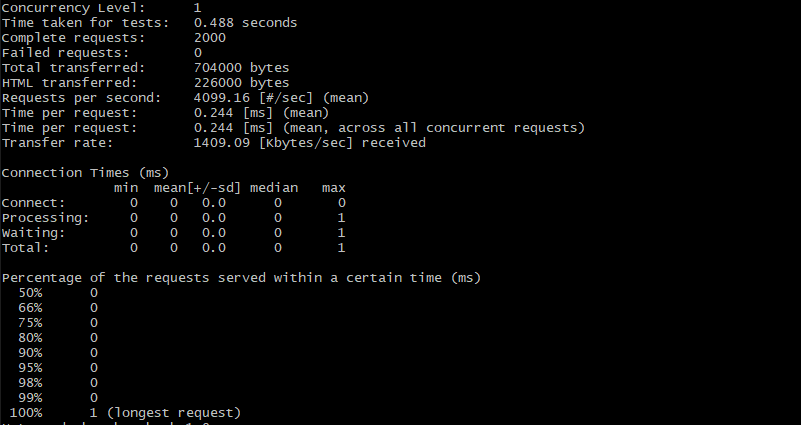 Concurrency Level:      1
Time taken for tests:   0.488 seconds
Complete requests:      2000
Failed requests:        0
Total transferred:      704000 bytes
HTML transferred:       226000 bytes
Requests per second:    4099.16 [#/sec] (mean)
Time per request:       0.244 [ms] (mean)
Time per request:       0.244 [ms] (mean, across all concurrent requests)
Transfer rate:          1409.09 [Kbytes/sec] received

Connection Times (ms)
              min  mean[+/-sd] median   max
Connect:        0    0   0.0      0       0
Processing:     0    0   0.0      0       1
Waiting:        0    0   0.0      0       1
Total:          0    0   0.0      0       1

Percentage of the requests served within a certain time (ms)
  50%      0
  66%      0
  75%      0
  80%      0
  90%      0
  95%      0
  98%      0
  99%      0
 100%      1 (longest request)